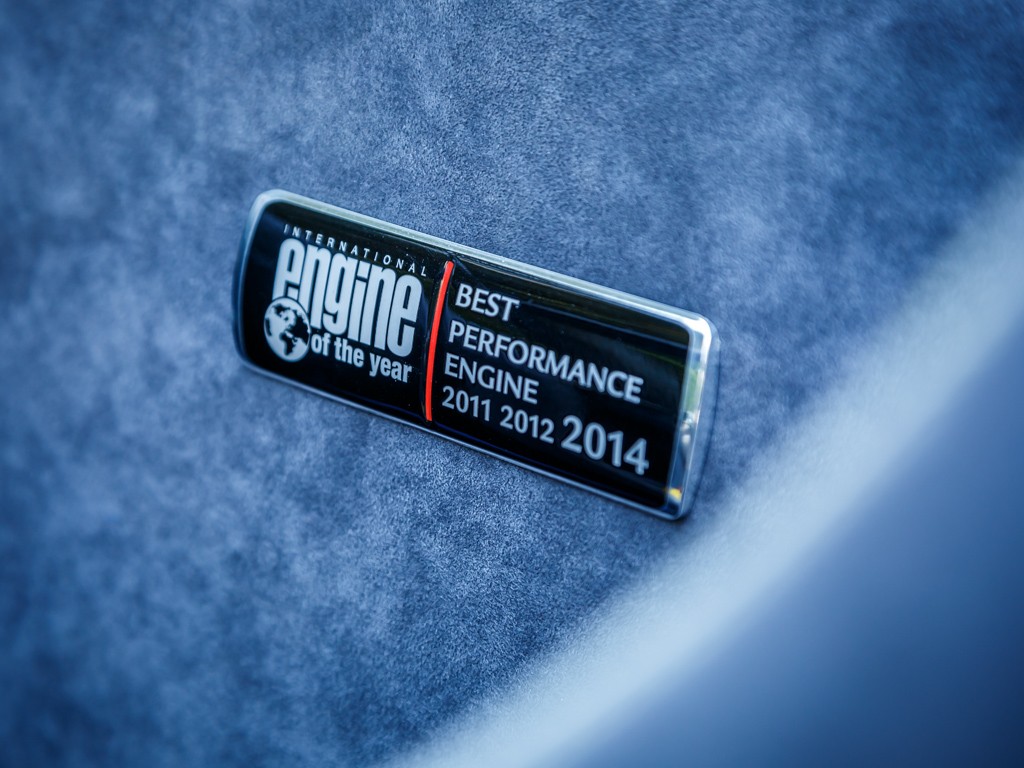 INTERNATIONAL
engine
of the year
BEST
PERFORMANCE
ENGINE
2011 2012 2014